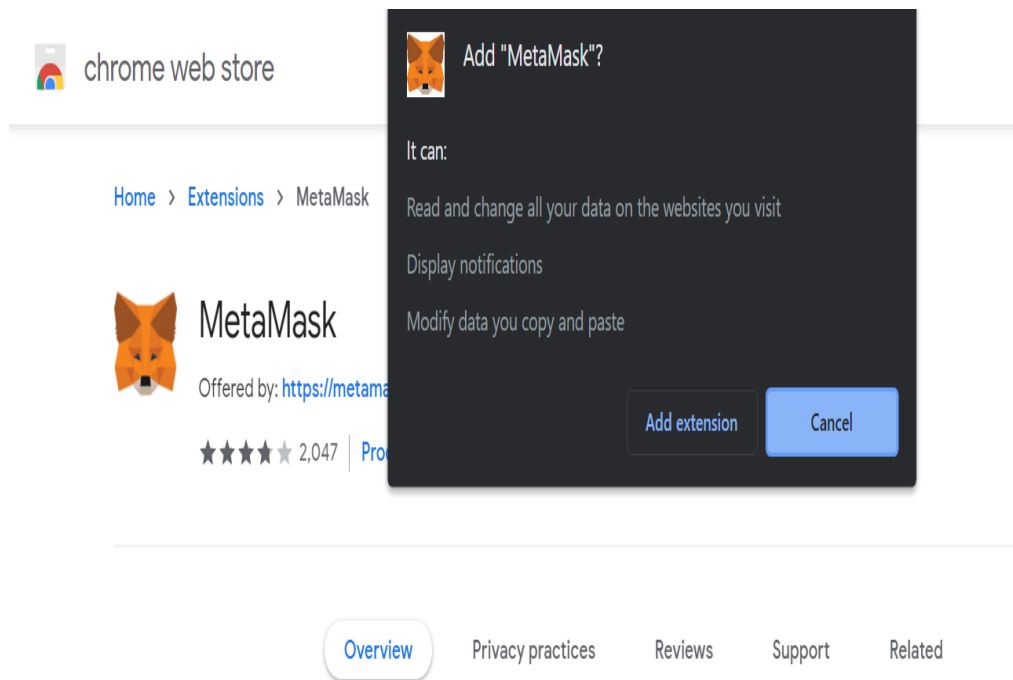 chrome web store
Add "MetaMask"?
It can:
Read and change all your data on the websites you visit
Display notifications
Modify data you copy and paste
Add extension
Cancel
Home > Extensions > MetaMask
MetaMask
Offered by: https://metama
2,047
Overview
Privacy practices
Reviews
Support
Related